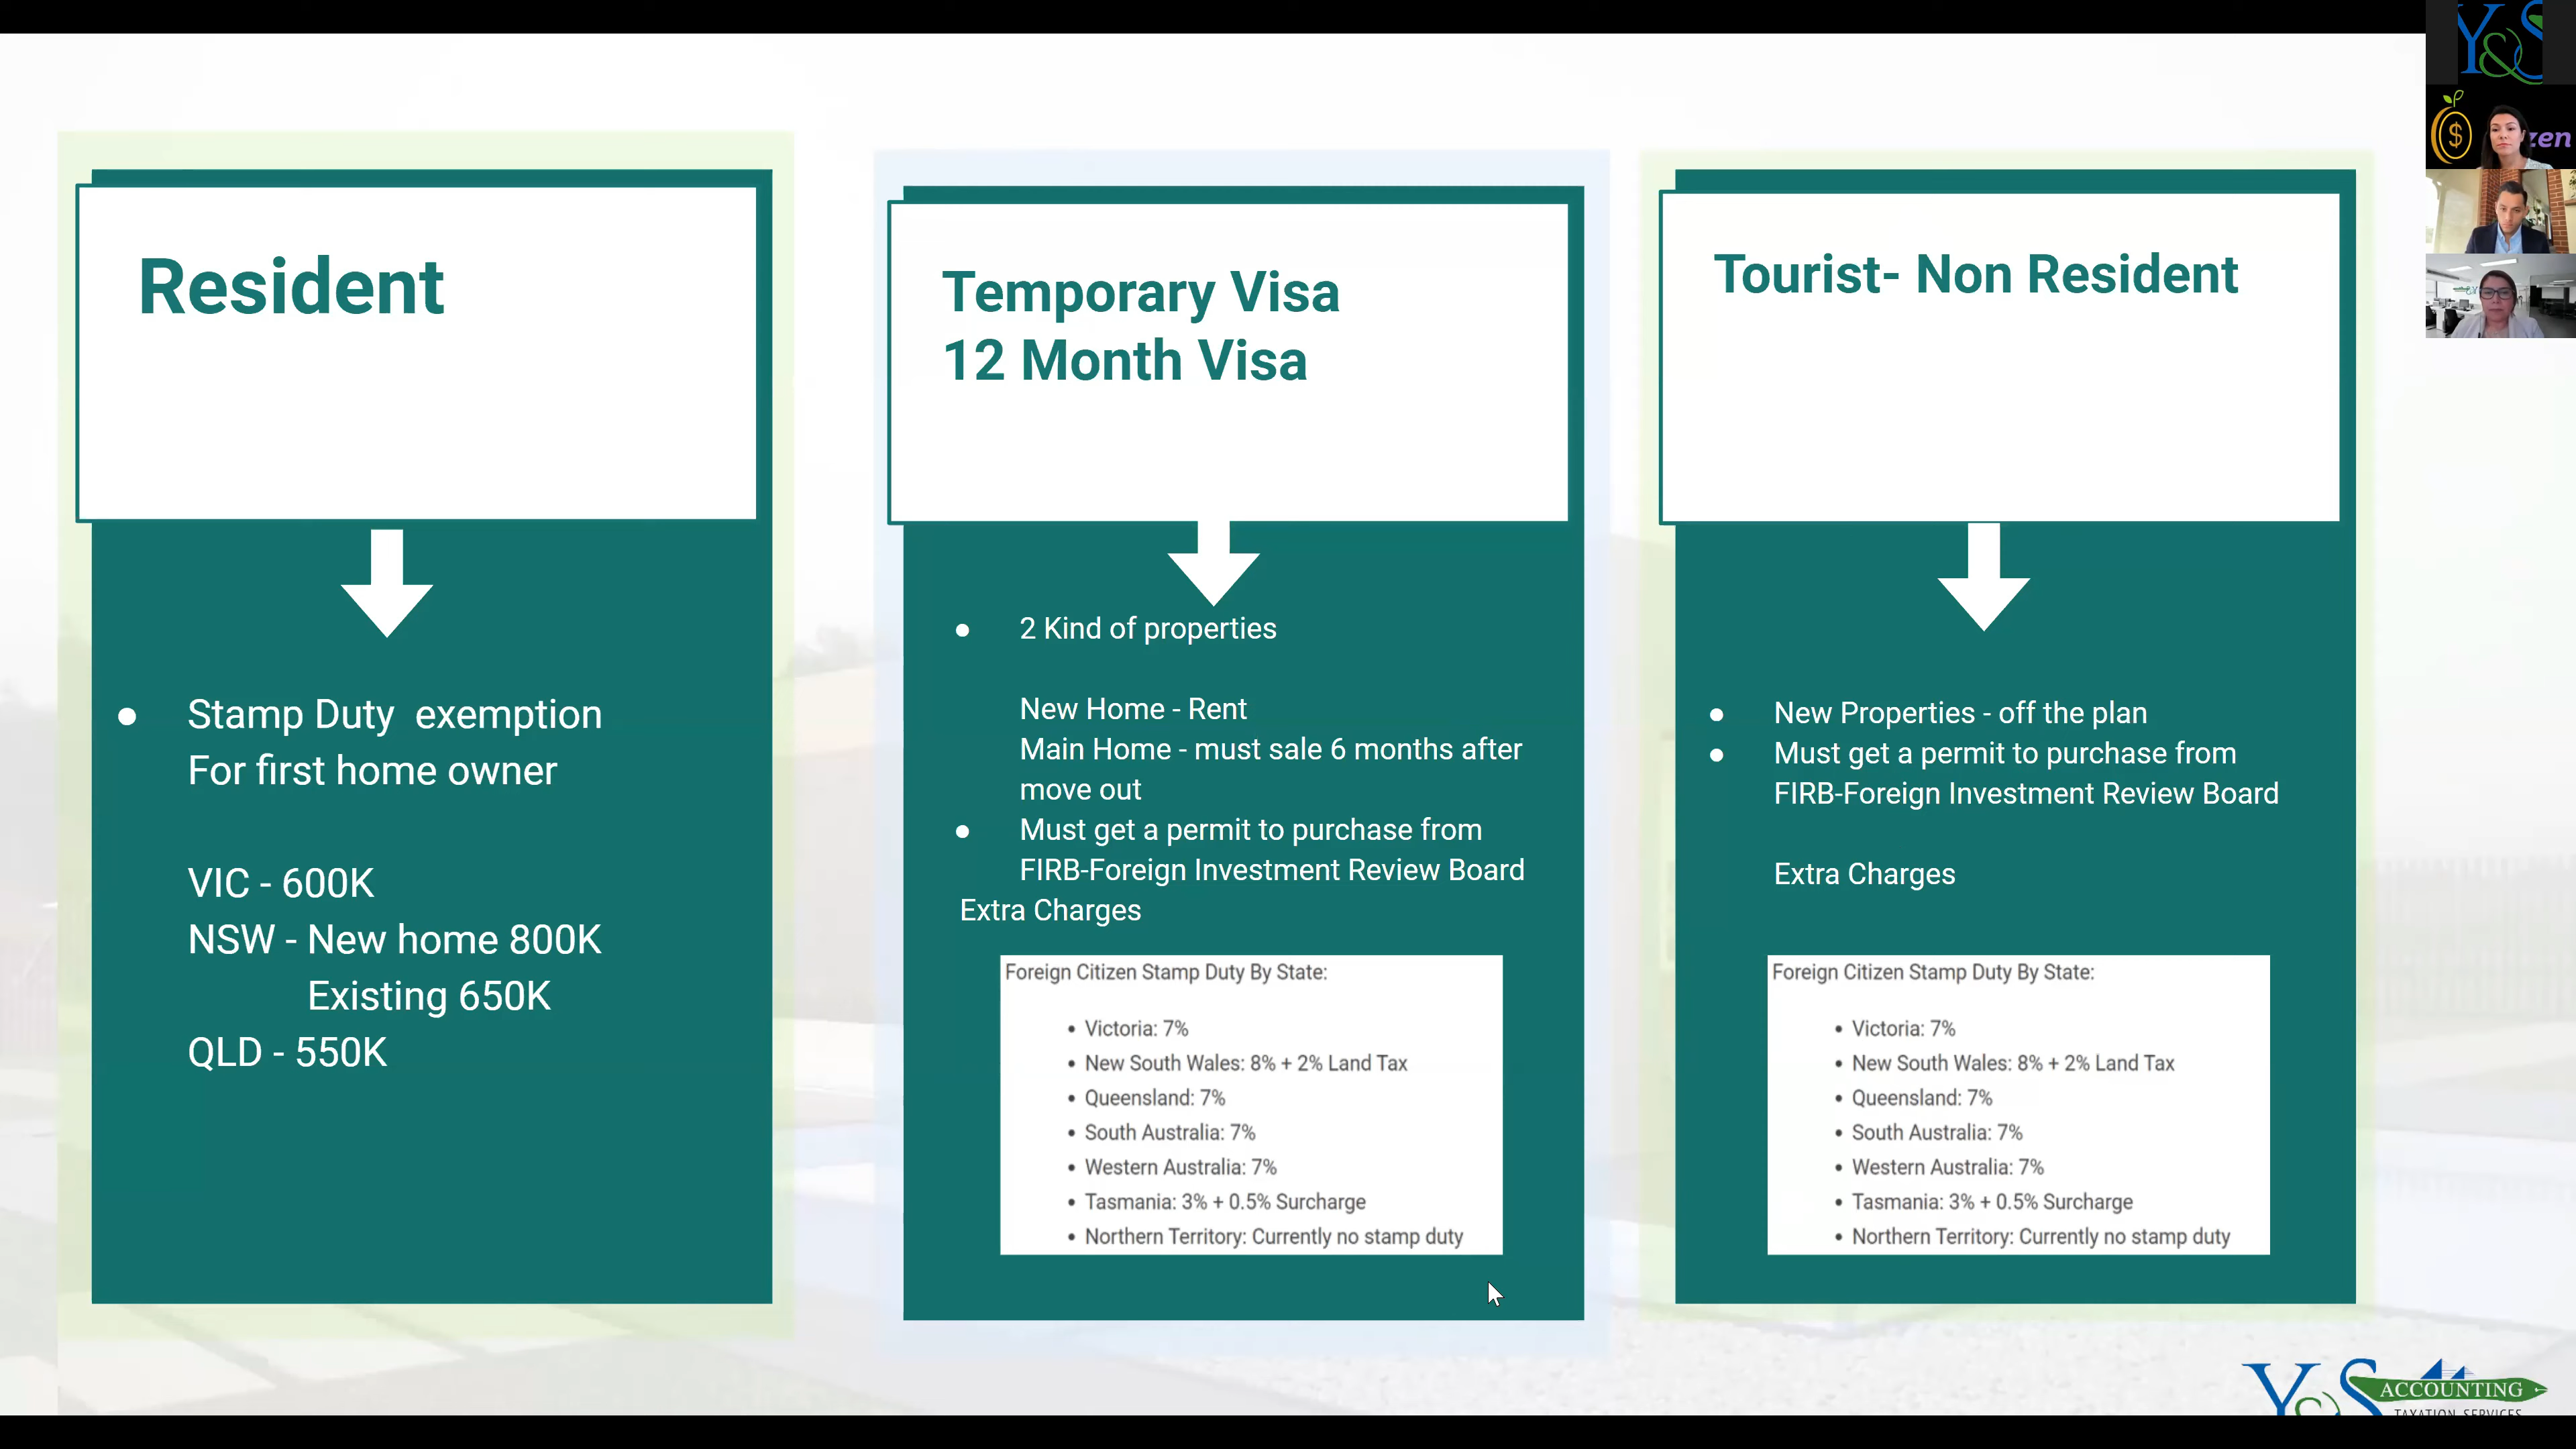 Resident
Stamp Duty exemption
For first home owner
VIC - 600K
NSW - New home 800K
Existing 650K
QLD - 550K
Temporary Visa
12 Month Visa
2 Kind of properties
New Home - Rent
Main Home - must sale 6 months after
move out
Must get a permit to purchase from
FIRB-Foreign Investment Review Board
Extra Charges
Foreign Citizen Stamp Duty By State:
• Victoria: 7%
• New South Wales: 8% + 2% Land Tax
• Queensland: 7%
• South Australia: 7%
• Western Australia: 7%
• Tasmania: 3% + 0.5% Surcharge
• Northern Territory: Currently no stamp duty
Tourist- Non Resident
New Properties - off the plan
Must get a permit to purchase from
FIRB-Foreign Investment Review Board
Extra Charges
Foreign Citizen Stamp Duty By State:
• Victoria: 7%
• New South Wales: 8% + 2% Land Tax
• Queensland: 7%
• South Australia: 7%
• Western Australia: 7%
• Tasmania: 3% + 0.5% Surcharge
• Northern Territory: Currently no stamp duty
Y&S
zen
Y&S ACCOUNTING
TAXATION SERVICES